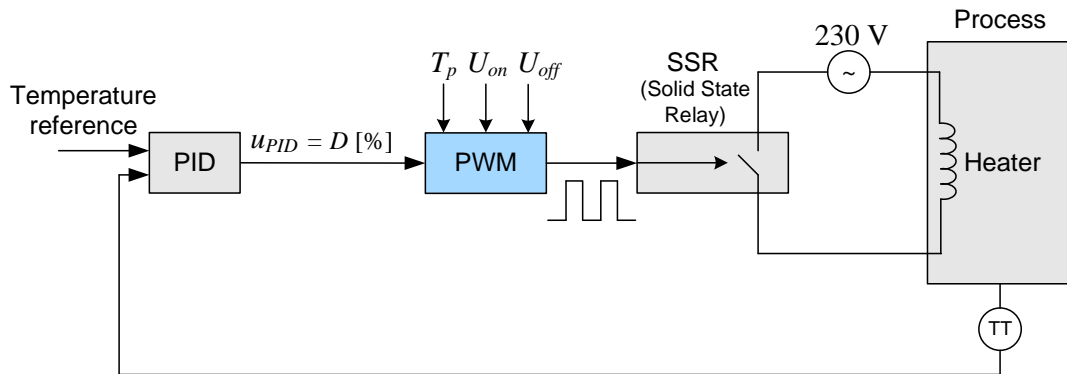 Process
230 V
~
SSR
(Solid State
Relay)
T_p U_on U_off
Temperature
reference
PID
u_PID = D [%]
PWM
Heater
TT